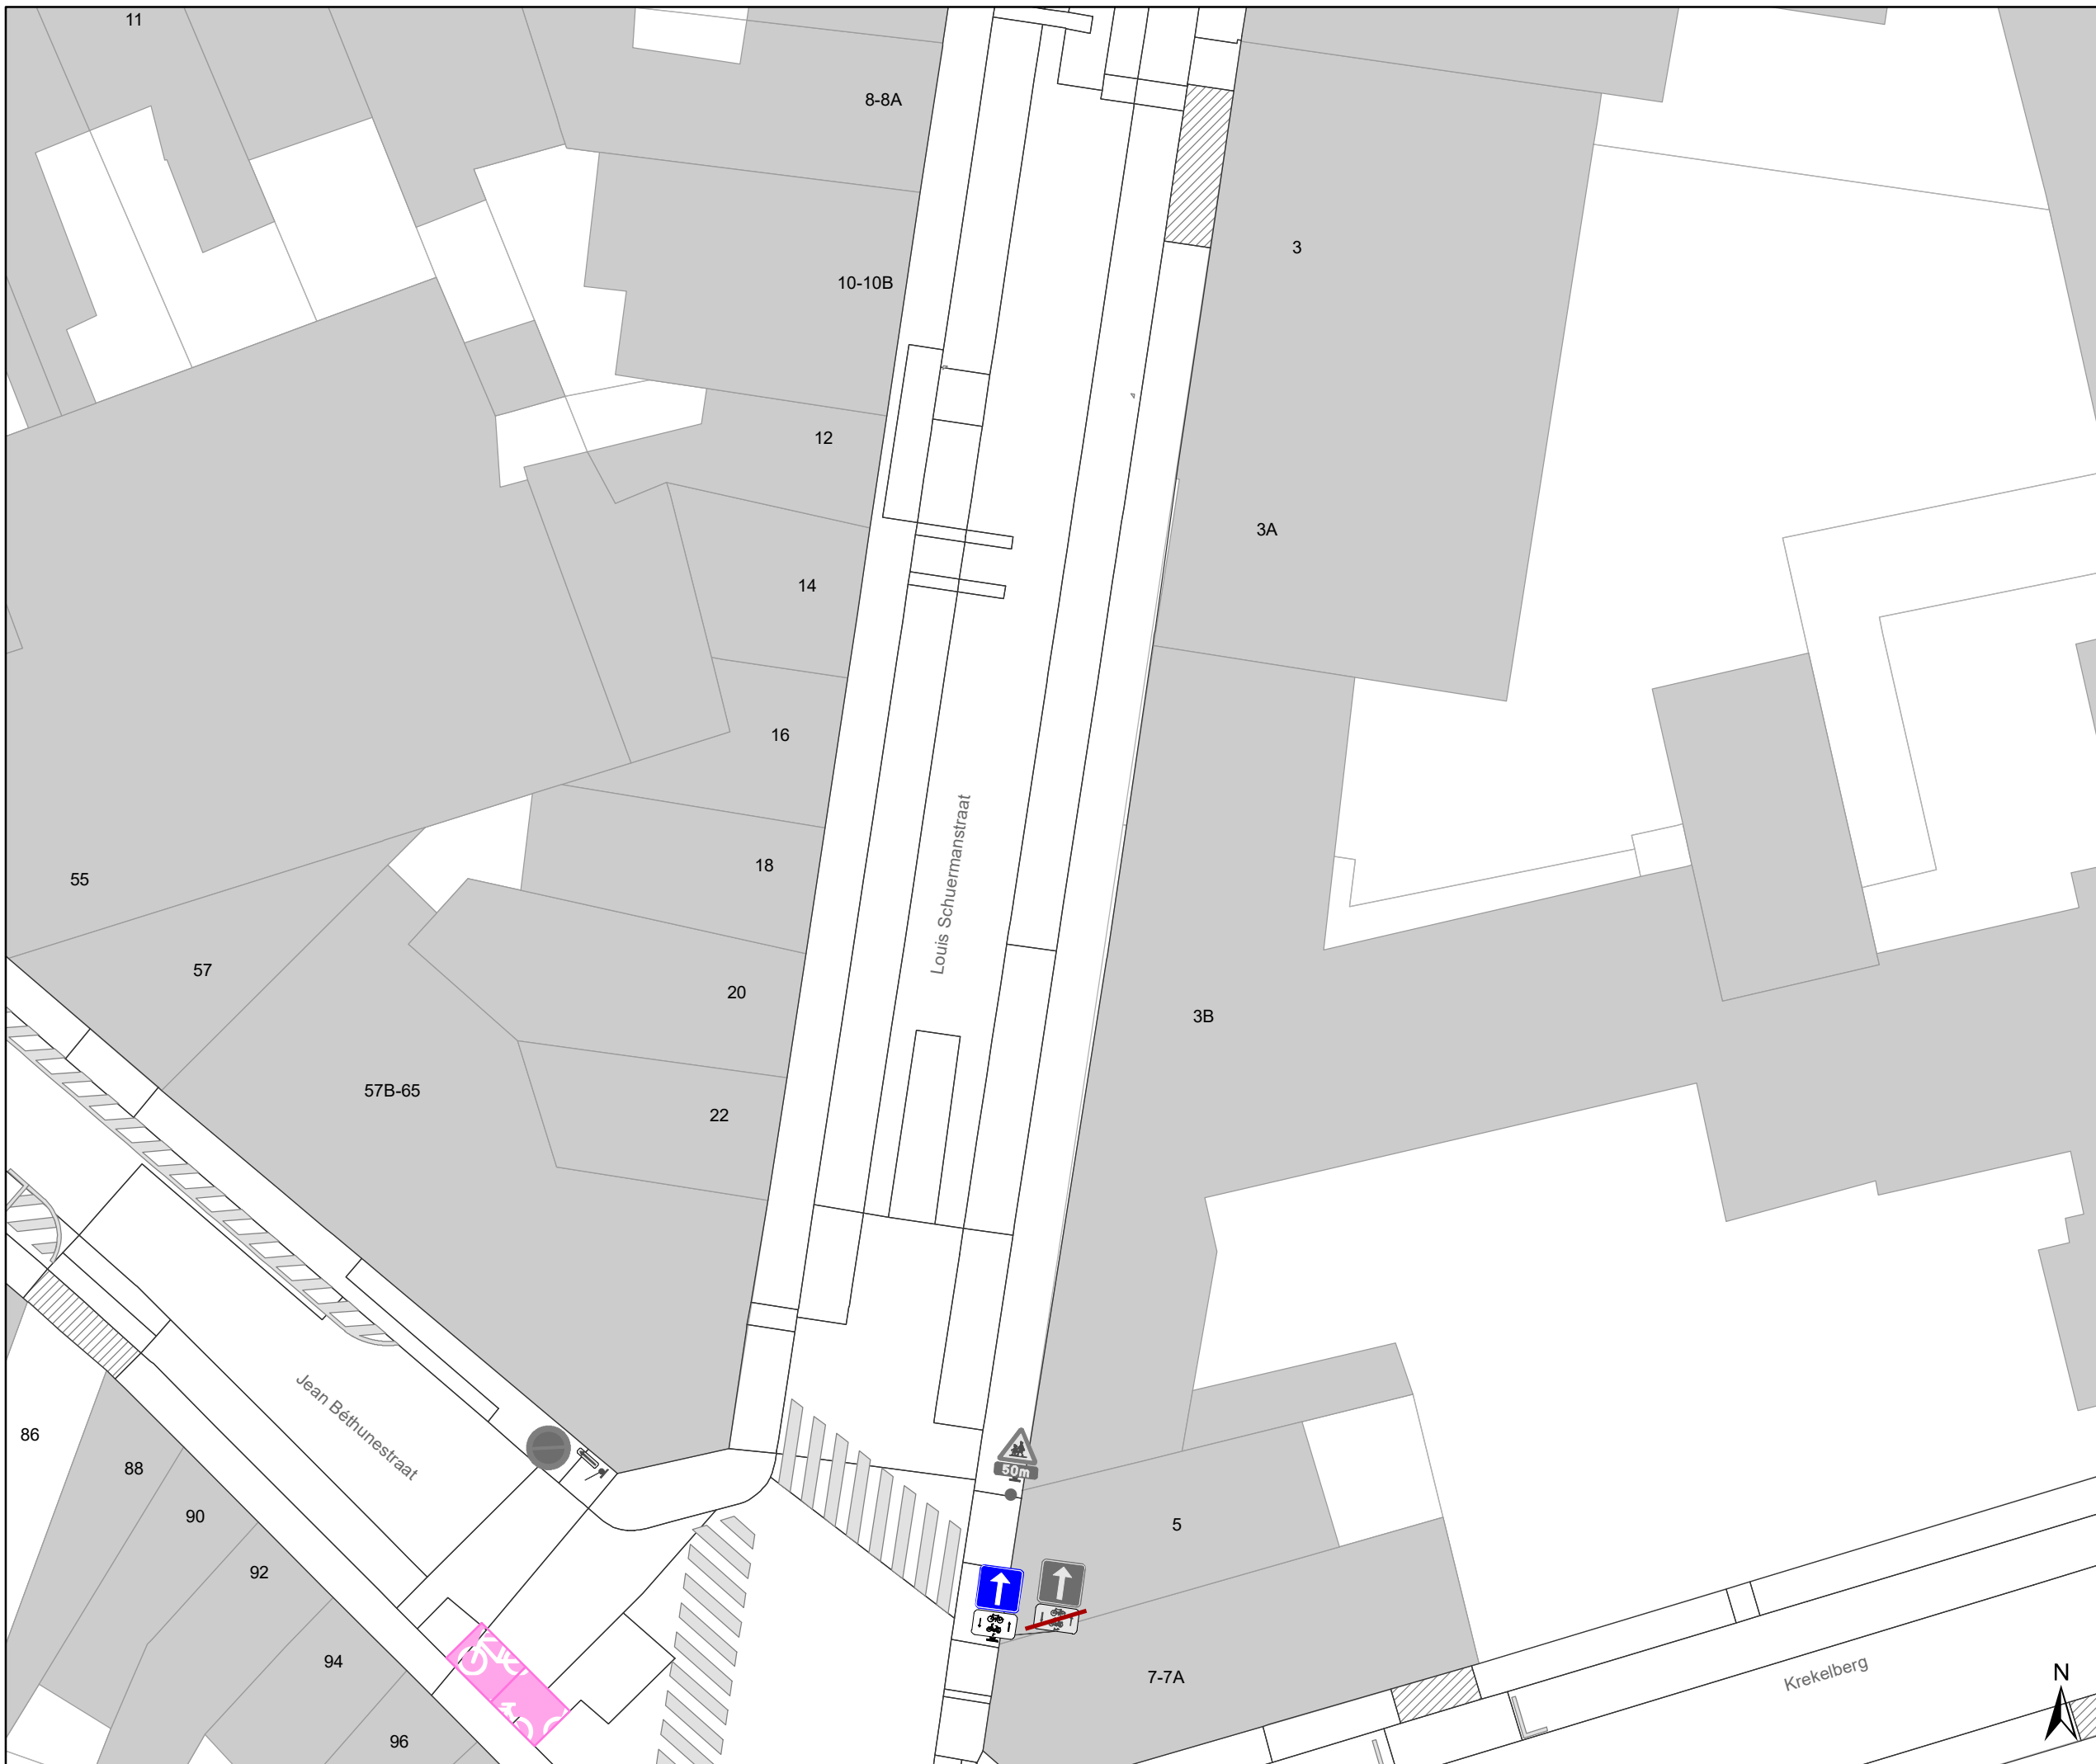 11
8-8A
3
10-10B
12
3A
14
16
Louis Schuermanstraat
18
55
57
20
3B
57B-65
22
Jean Béthunestraat
86
88
50m
90
5
92
94
7-7A
Krekelberg
N
96